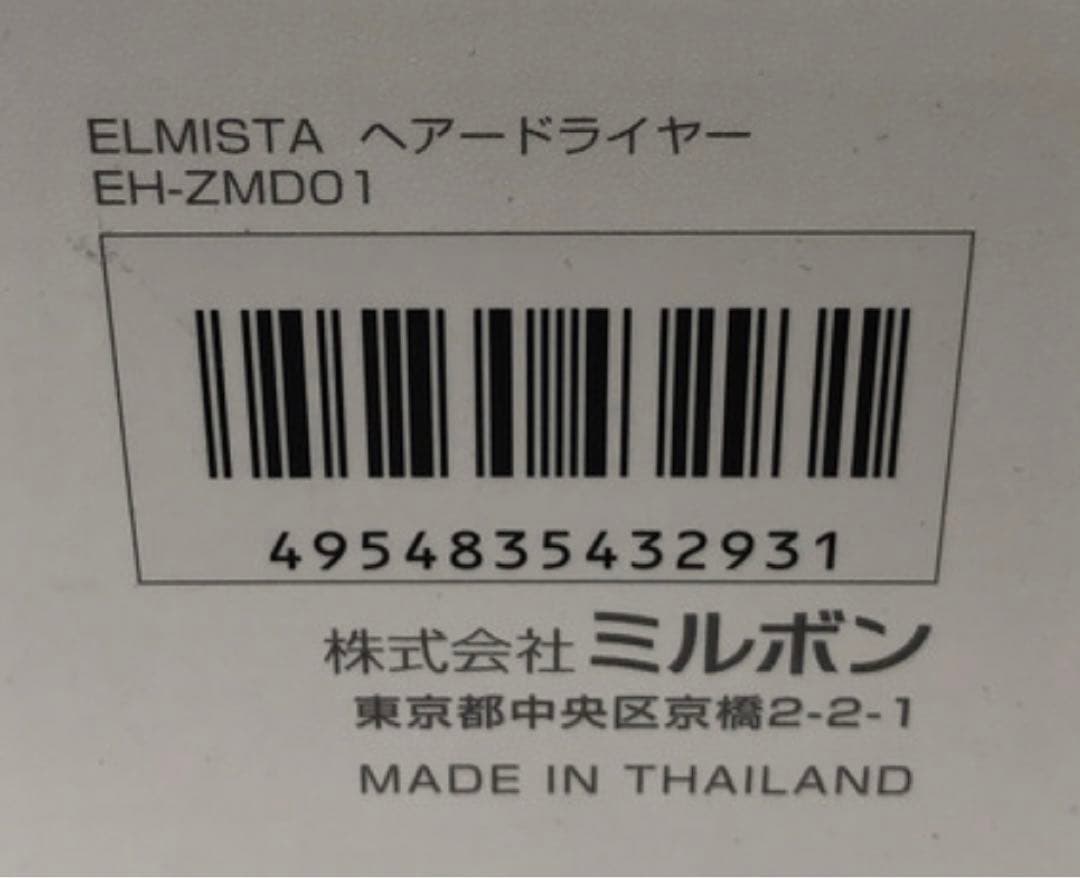 ELMISTA ヘアードライヤー
EH-ZMD01
4954835432931
株式会社ミルボン
東京都中央区京橋2-2-1
MADE IN THAILAND